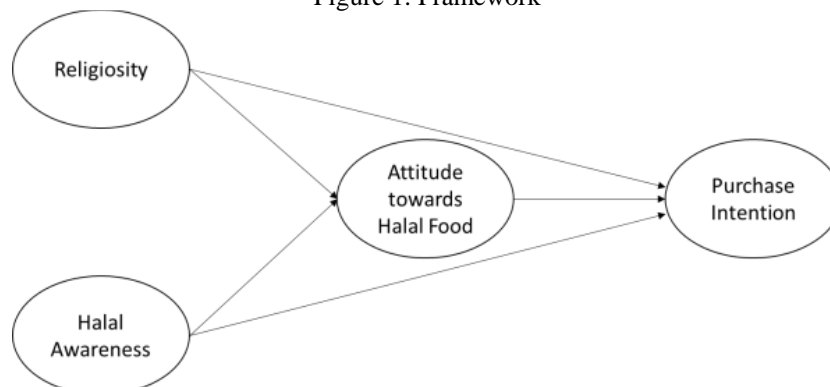 Figure 1. Framework
Religiosity
Attitude
towards
Halal Food
Purchase
Intention
Halal
Awareness